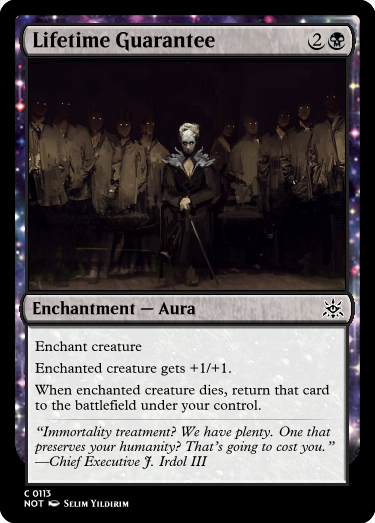 Lifetime Guarantee 2
Enchantment — Aura
Enchant creature
Enchanted creature gets +1/+1.
When enchanted creature dies, return that card
to the battlefield under your control.
“Immortality treatment? We have plenty. One that
preserves your humanity? That's going to cost you.”
—Chief Executive J. Irdol III
C 0113
NOT Selim Yildirim